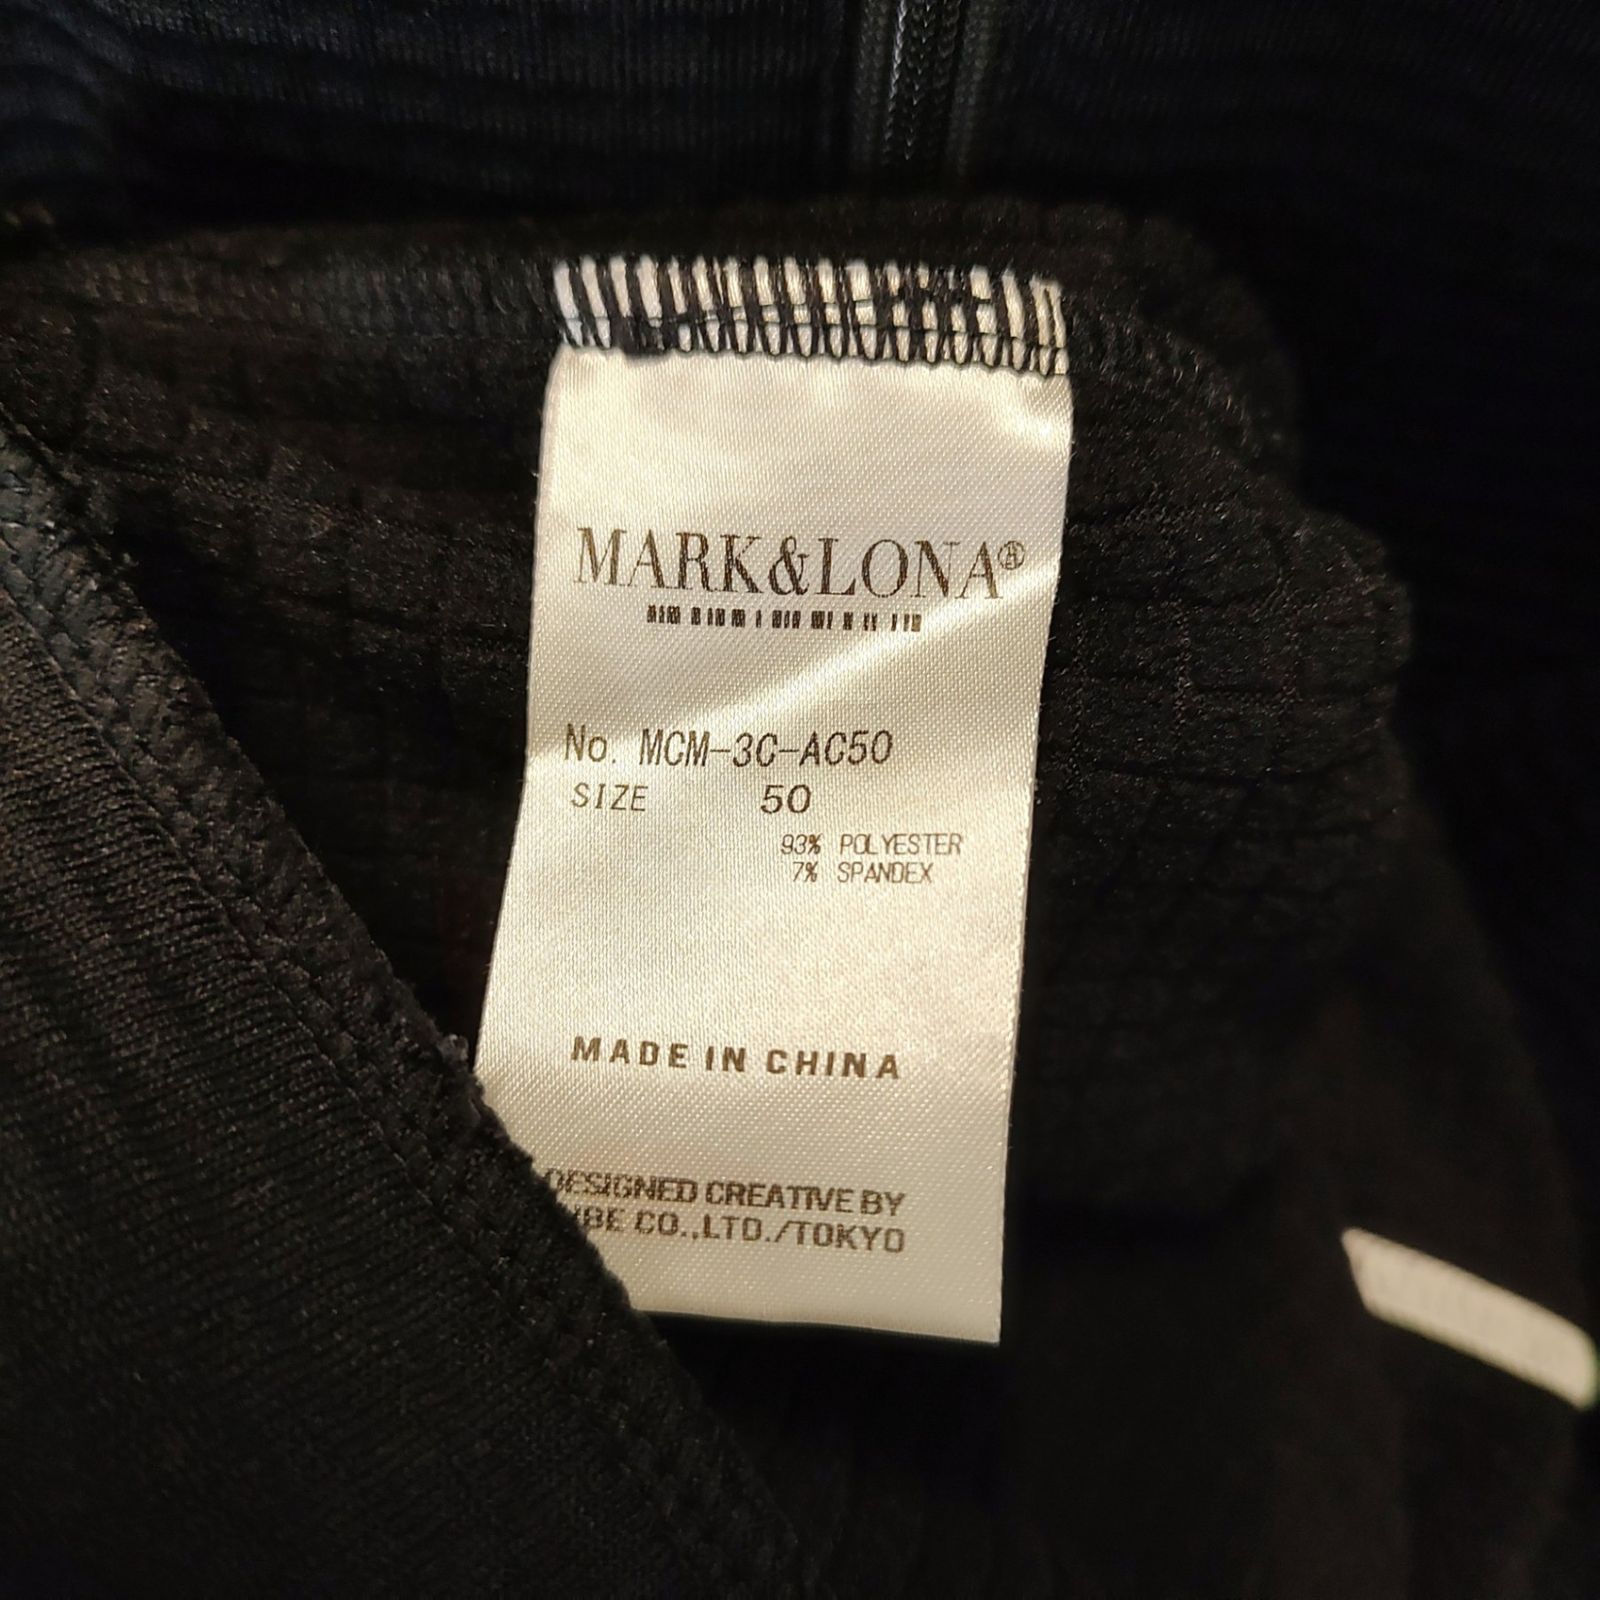 MARK&LONA®
No. MCM-3C-AC50
SIZE 50
93% POLYESTER
7% SPANDEX
MADE IN CHINA
DESIGNED CREATIVE BY
CO.,LTD./TOKYO